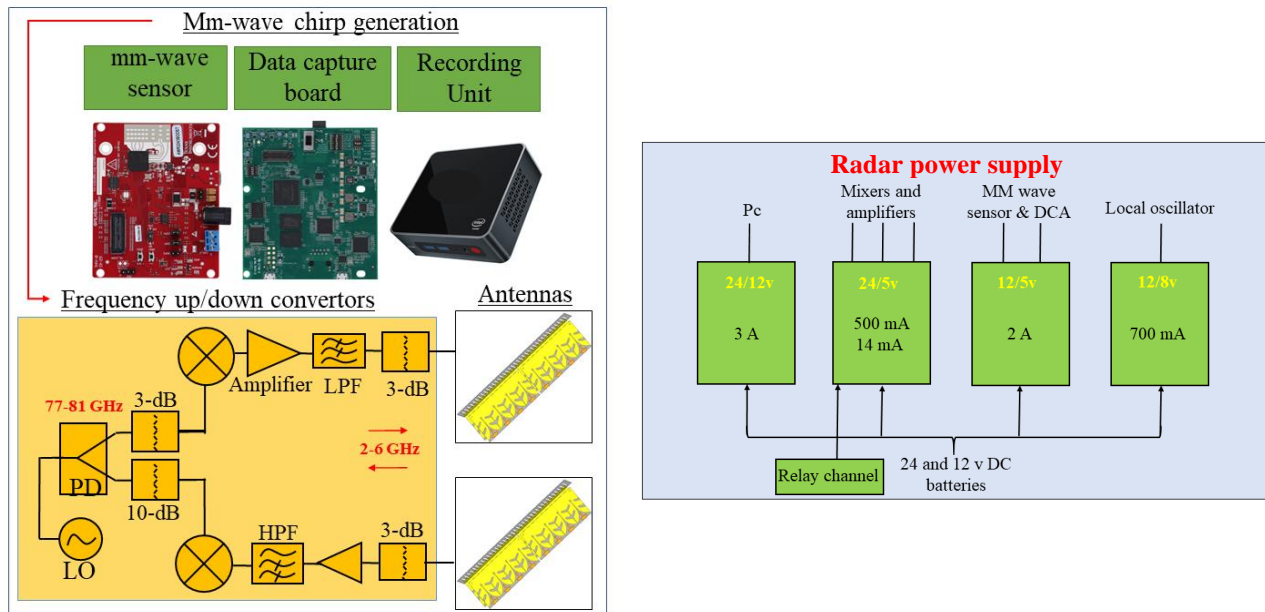 Mm-wave chirp generation
mm-wave
sensor
Data capture
board
Recording
Unit
Frequency up/down convertors
Antennas
Amplifier
LPF
3-dB
77-81 GHz
3-dB
2-6 GHz
PD
10-dB
LO
HPF
3-dB
Radar power supply
Pc
Mixers and
amplifiers
MM wave
sensor & DCA
Local oscillator
24/12v
3 A
24/5v
500 mA
14 mA
12/5v
2 A
12/8v
700 mA
Relay channel
24 and 12 v DC
batteries